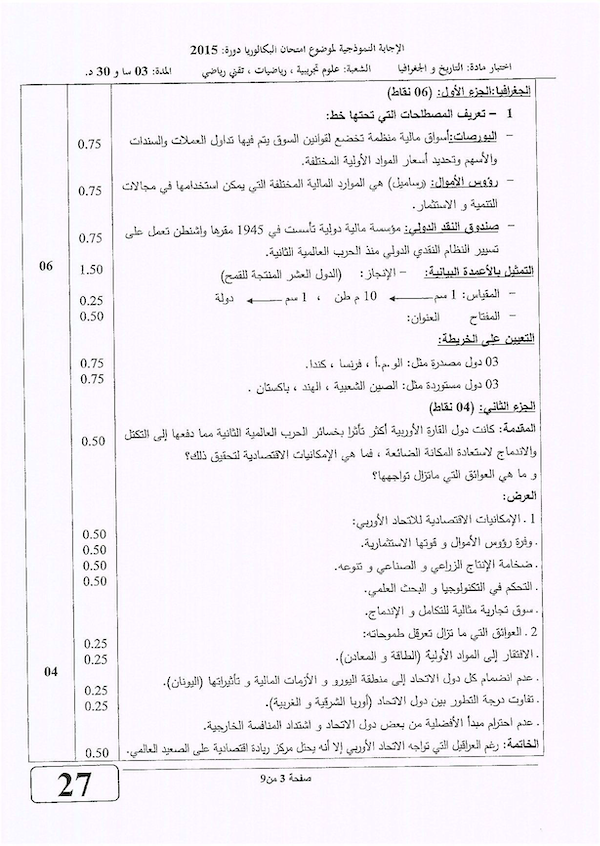 الإجابة النموذجية لموضوع امتحان البكالوريا دورة: 2015
اختبار مادة: التاريخ و الجغرافيا الشعبة: علوم تجريبية ، رياضيات ، تقني رياضي المدة: 03 سا و 30 د.
الجغرافيا:الجزء الأول: (06 نقاط)
1 - تعريف المصطلحات التي تحتها خط:
- البورصات:أسواق مالية منظمة تخضع لقوانين السوق يتم فيها تداول العملات والسندات 0.75
والأسهم وتحديد أسعار المواد الأولية المختلفة.
- رؤوس الأموال: (رساميل) هي الموارد المالية المختلفة التي يمكن استخدامها في مجالات 0.75
التنمية و الاستثمار.
- صندوق النقد الدولي: مؤسسة مالية دولية تأسست في 1945 مقرها واشنطن تعمل على 0.75
تسيير النظام النقدي الدولي منذ الحرب العالمية الثانية.
التمثيل بالأعمدة البيانية: - الإنجاز: (الدول العشر المنتجة للقمح) 1.50 06
- المقياس: 1 سم ← 10 م طن ، 1 سم ← دولة 0.25
- المفتاح العنوان: 0.50
التعيين على الخريطة:
03 دول مصدرة مثل: الو.م.أ ، فرنسا ، كندا. 0.75
03 دول مستوردة مثل: الصين الشعبية ، الهند ، باكستان . 0.75
الجزء الثاني: (04 نقاط)
المقدمة: كانت دول القارة الأوربية أكثر تأثرا بخسائر الحرب العالمية الثانية مما دفعها إلى التكتل 0.50
والاندماج لاستعادة المكانة الضائعة ، فما هي الإمكانيات الاقتصادية لتحقيق ذلك؟
و ما هي العوائق التي ماتزال تواجهها؟
العرض:
1 . الإمكانيات الاقتصادية للاتحاد الأوربي:
. وفرة رؤوس الأموال و قوتها الاستثمارية. 0.50
. ضخامة الإنتاج الزراعي و الصناعي و تنوعه. 0.50
. التحكم في التكنولوجيا و البحث العلمي. 0.50
. سوق تجارية مثالية للتكامل و الإندماج. 0.50
2 . العوائق التي ما تزال تعرقل طموحاته:
. الافتقار إلى المواد الأولية (الطاقة و المعادن). 0.25
. عدم انضمام كل دول الاتحاد إلى منطقة اليورو و الأزمات المالية و تأثيراتها (اليونان). 0.25 04
. تفاوت درجة التطور بين دول الاتحاد (أوربا الشرقية و الغربية). 0.25
. عدم احترام مبدأ الأفضلية من بعض دول الاتحاد و اشتداد المنافسة الخارجية. 0.25
الخاتمة: رغم العراقيل التي تواجه الاتحاد الأوربي إلا أنه يحتل مركز ريادة اقتصادية على الصعيد العالمي. 0.50
صفحة 3 من9
27